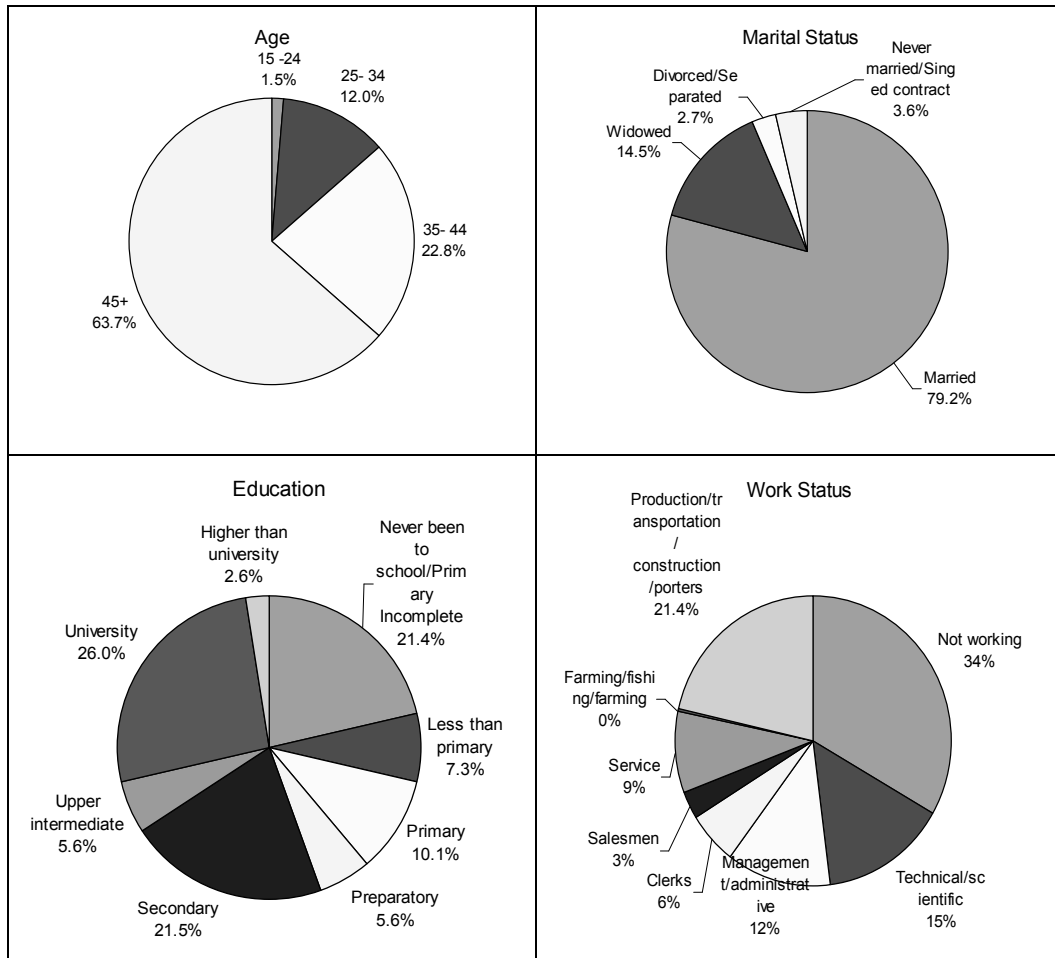 Age
15 -24
1.5%
25- 34
12.0%
35- 44
22.8%
45+
63.7%
Marital Status
Never
married/Sing
ed contract
3.6%
Divorced/Se
parated
2.7%
Widowed
14.5%
Married
79.2%
Education
Higher than
university
2.6%
Never been
to
school/Prim
ary
Incomplete
21.4%
University
26.0%
Less than
primary
7.3%
Upper
intermediate
5.6%
Primary
10.1%
Preparatory
5.6%
Secondary
21.5%
Work Status
Production/tr
ansportation
/
construction
/porters
21.4%
Not working
34%
Farming/fishi
ng/farming
0%
Service
9%
Salesmen
3%
Clerks
6%
Managemen
t/administrat
ive
12%
Technical/sc
ientific
15%